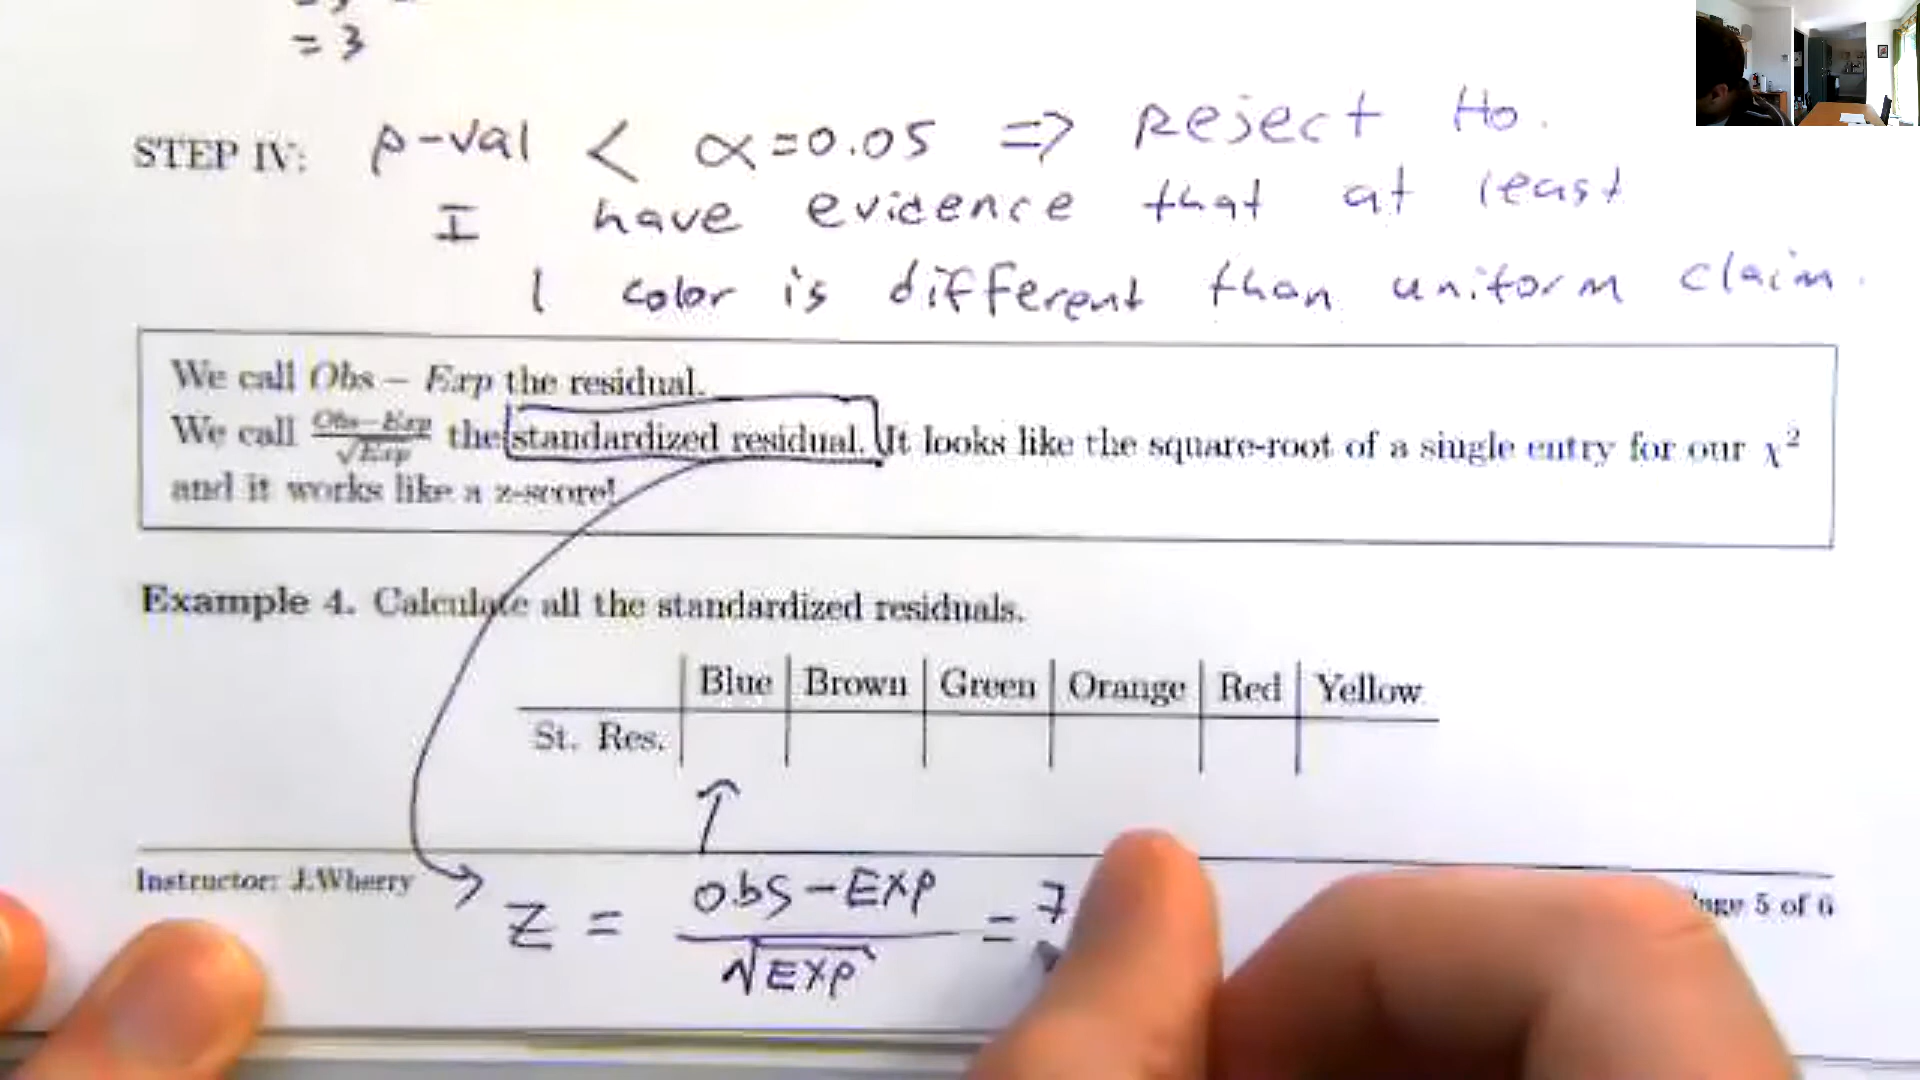 = 3
STEP IV: p-val < α=0.05 => Reject Ho.
I have evidence that at least
1 color is different than uniform claim.
We call Obs − Exp the residual.
We call Obs−Exp/√Exp the standardized residual. It looks like the square-root of a single entry for our χ²
and it works like a z-score!
Example 4. Calculate all the standardized residuals.
Blue | Brown | Green | Orange | Red | Yellow
St. Res.
Instructor: J.Wherry
Page 5 of 6
Z = Obs−Exp/√Exp = 7